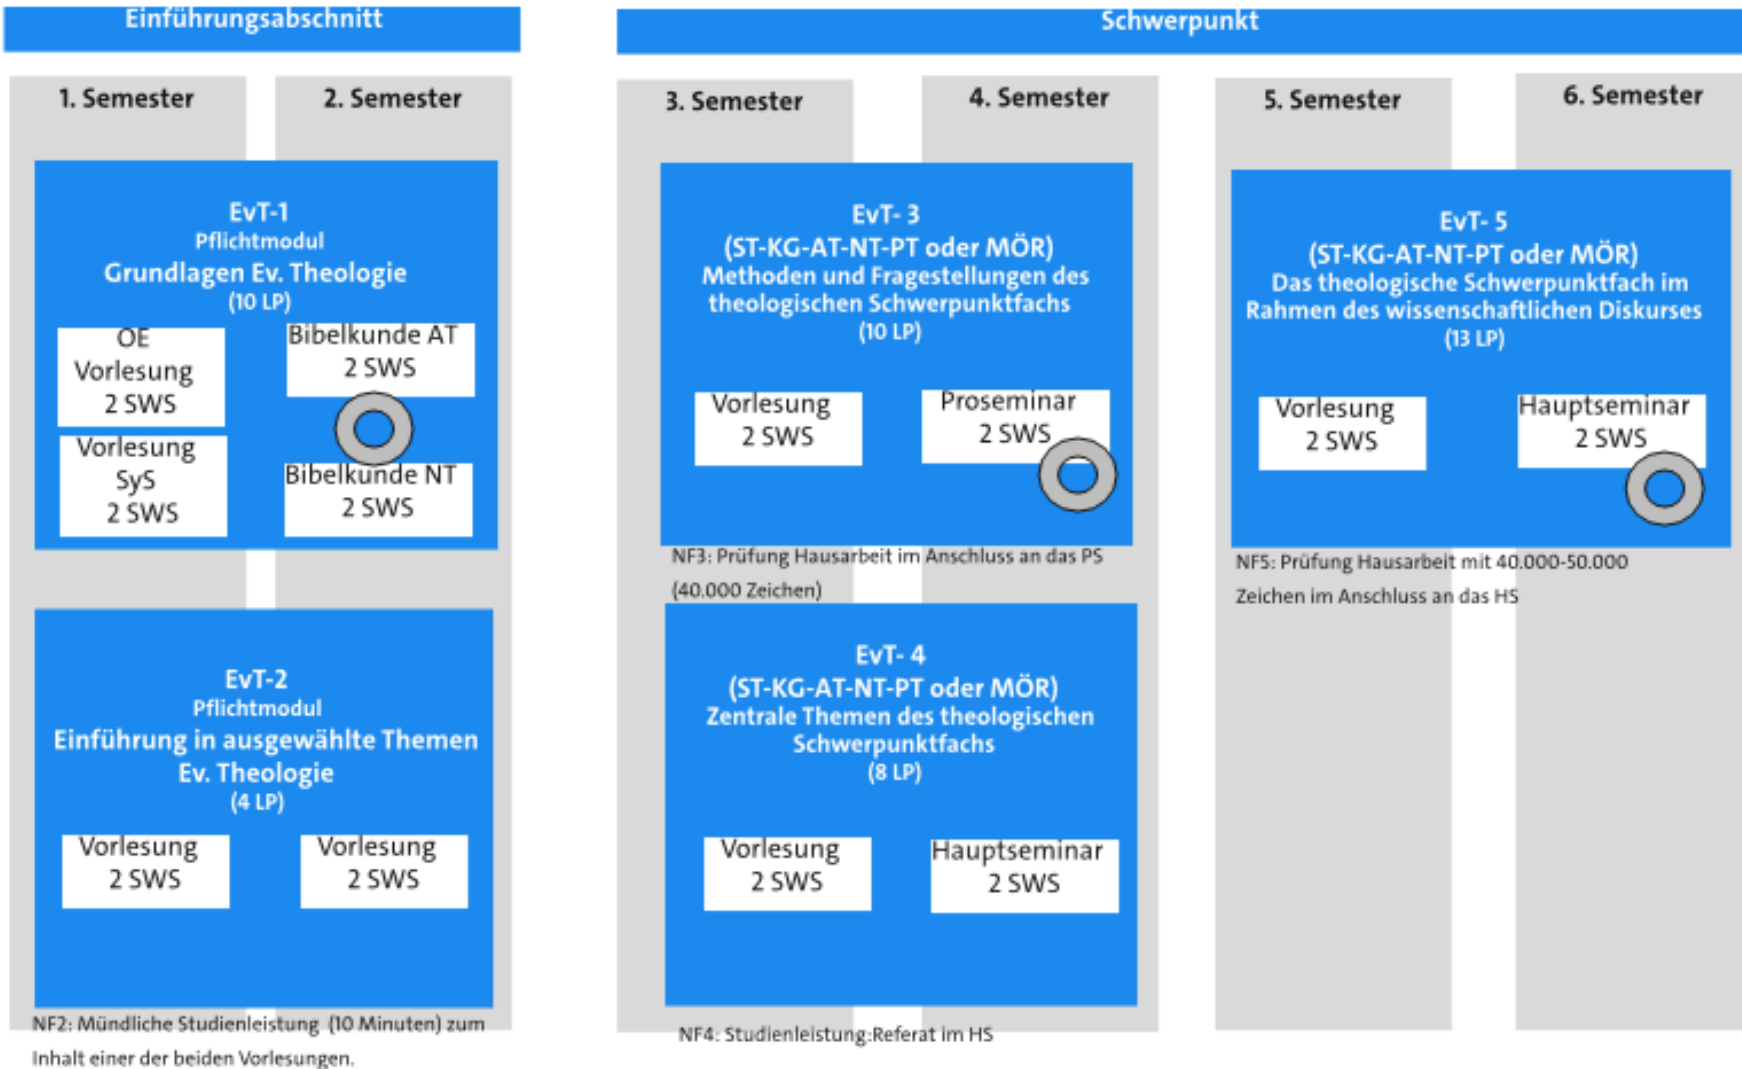 Einführungsabschnitt
Schwerpunkt
1. Semester
2. Semester
3. Semester
4. Semester
5. Semester
6. Semester
EvT-1
Pflichtmodul
Grundlagen Ev. Theologie
(10 LP)
OE
Vorlesung
2 SWS
Vorlesung
SyS
2 SWS
Bibelkunde AT
2 SWS
Bibelkunde NT
2 SWS
EvT-2
Pflichtmodul
Einführung in ausgewählte Themen
Ev. Theologie
(4 LP)
Vorlesung
2 SWS
Vorlesung
2 SWS
NF2: Mündliche Studienleistung (10 Minuten) zum
Inhalt einer der beiden Vorlesungen.
EvT- 3
(ST-KG-AT-NT-PT oder MÖR)
Methoden und Fragestellungen des
theologischen Schwerpunktfachs
(10 LP)
Vorlesung
2 SWS
Proseminar
2 SWS
NF3: Prüfung Hausarbeit im Anschluss an das PS
(40.000 Zeichen)
EvT- 4
(ST-KG-AT-NT-PT oder MÖR)
Zentrale Themen des theologischen
Schwerpunktfachs
(8 LP)
Vorlesung
2 SWS
Hauptseminar
2 SWS
NF4: Studienleistung:Referat im HS
EvT- 5
(ST-KG-AT-NT-PT oder MÖR)
Das theologische Schwerpunktfach im
Rahmen des wissenschaftlichen Diskurses
(13 LP)
Vorlesung
2 SWS
Hauptseminar
2 SWS
NF5: Prüfung Hausarbeit mit 40.000-50.000
Zeichen im Anschluss an das HS